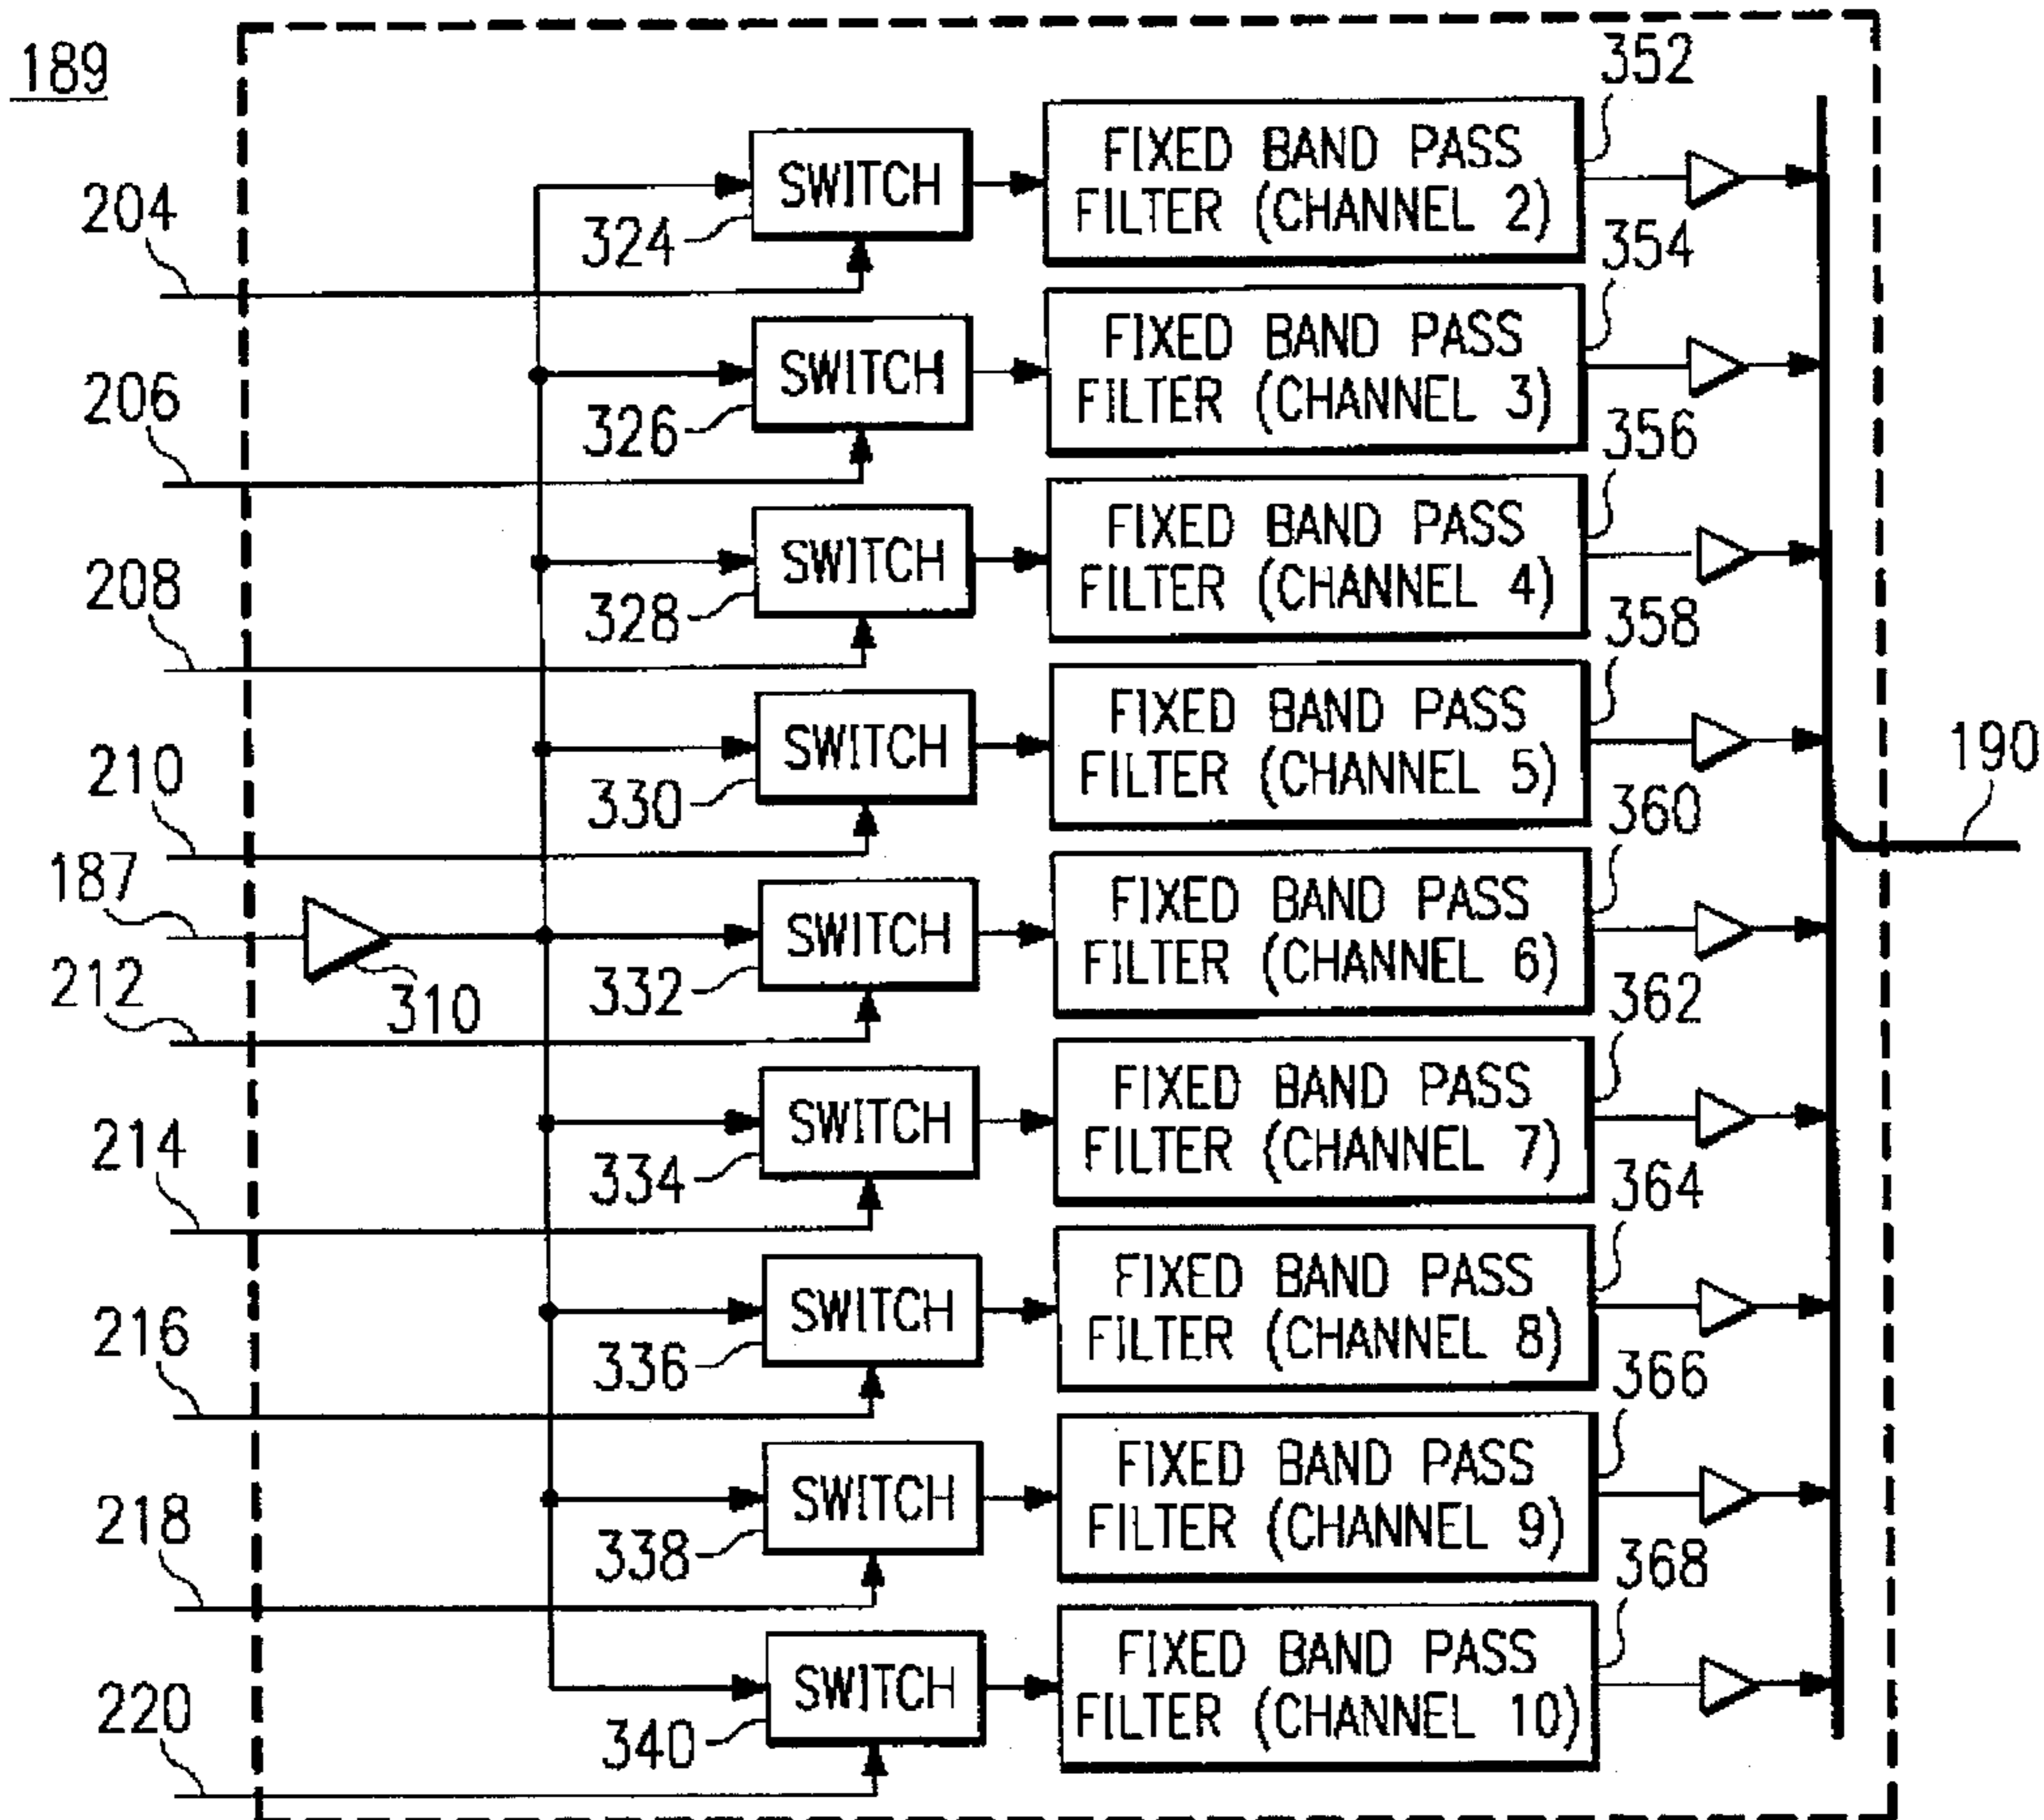 189
352
SWITCH
FIXED BAND PASS
FILTER (CHANNEL 2)
204
324
354
SWITCH
FIXED BAND PASS
FILTER (CHANNEL 3)
206
326
356
SWITCH
FIXED BAND PASS
FILTER (CHANNEL 4)
208
328
358
SWITCH
FIXED BAND PASS
FILTER (CHANNEL 5)
190
210
330
360
187
SWITCH
FIXED BAND PASS
FILTER (CHANNEL 6)
212
310
332
362
SWITCH
FIXED BAND PASS
FILTER (CHANNEL 7)
214
334
364
SWITCH
FIXED BAND PASS
FILTER (CHANNEL 8)
216
336
366
SWITCH
FIXED BAND PASS
FILTER (CHANNEL 9)
218
338
368
SWITCH
FIXED BAND PASS
FILTER (CHANNEL 10)
220
340